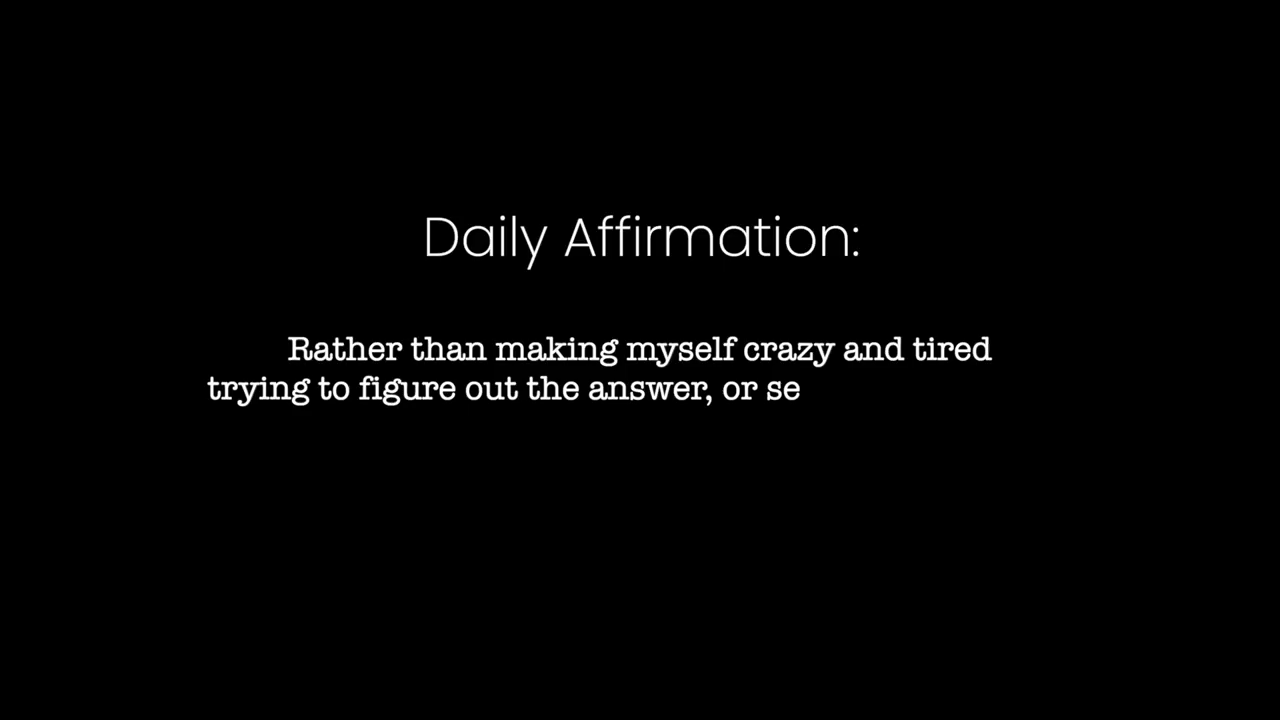 Daily Affirmation:
Rather than making myself crazy and tired
trying to figure out the answer, or se